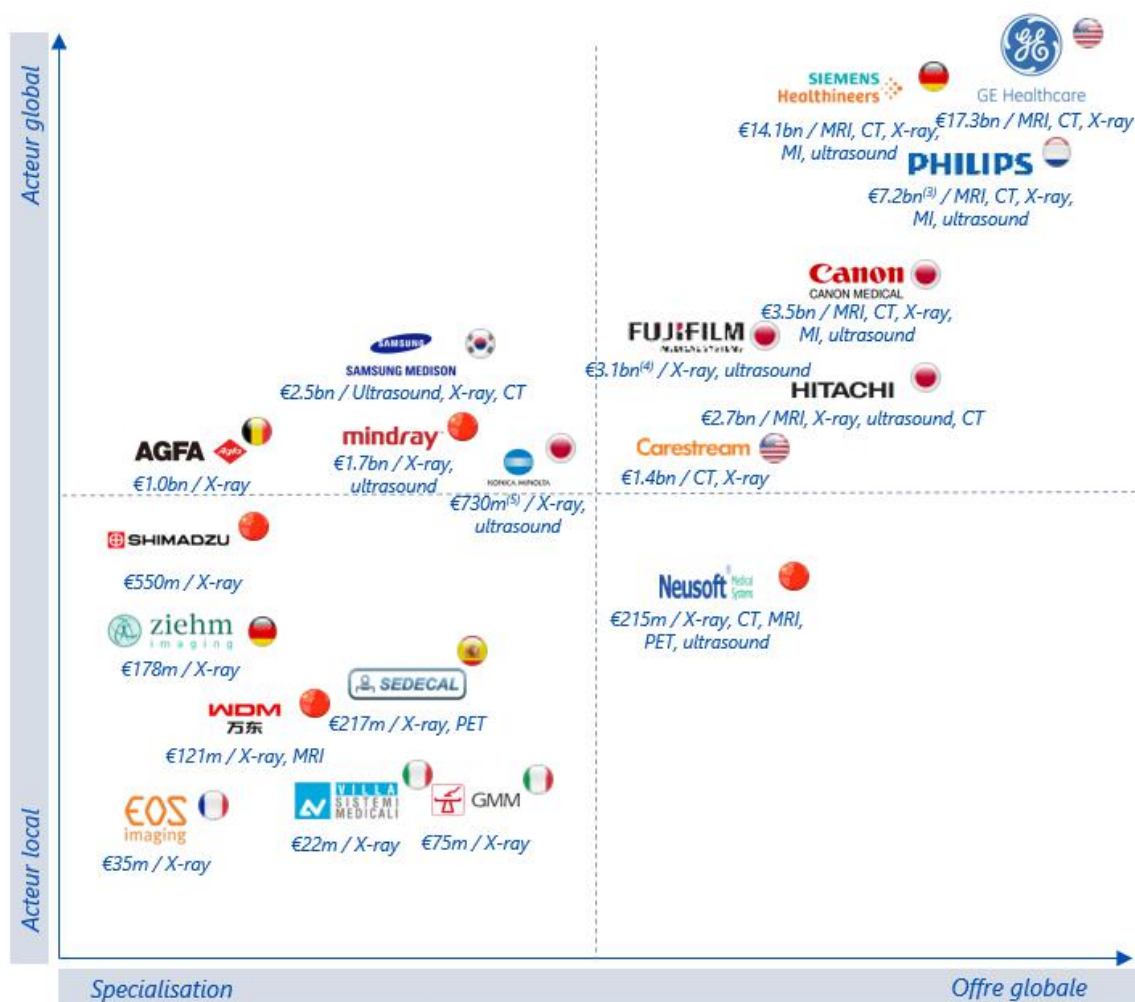 Acteur global
GE
GE Healthcare
€17.3bn / MRI, CT, X-ray
SIEMENS
Healthineers
€14.1bn / MRI, CT, X-ray,
MI, ultrasound
PHILIPS
€7.2bn(3) / MRI, CT, X-ray,
MI, ultrasound
Canon
CANON MEDICAL
€3.5bn / MRI, CT, X-ray,
MI, ultrasound
FUJIFILM
MEDICAL SYSTEMS
€3.1bn(4) / X-ray, ultrasound
SAMSUNG
SAMSUNG MEDISON
€2.5bn / Ultrasound, X-ray, CT
HITACHI
€2.7bn / MRI, X-ray, ultrasound, CT
AGFA
Agfa
€1.0bn / X-ray
mindray
€1.7bn / X-ray,
ultrasound
KONICA MINOLTA
€730m(5) / X-ray,
ultrasound
Carestream
€1.4bn / CT, X-ray
SHIMADZU
€550m / X-ray
Neusoft Medical
Systems
€215m / X-ray, CT, MRI,
PET, ultrasound
ziehm
imaging
€178m / X-ray
SEDECAL
€217m / X-ray, PET
WDM
万东
€121m / X-ray, MRI
EOS
imaging
€35m / X-ray
VILLA
SISTEMI
MEDICALI
€22m / X-ray
GMM
€75m / X-ray
Acteur local
Specialisation
Offre globale